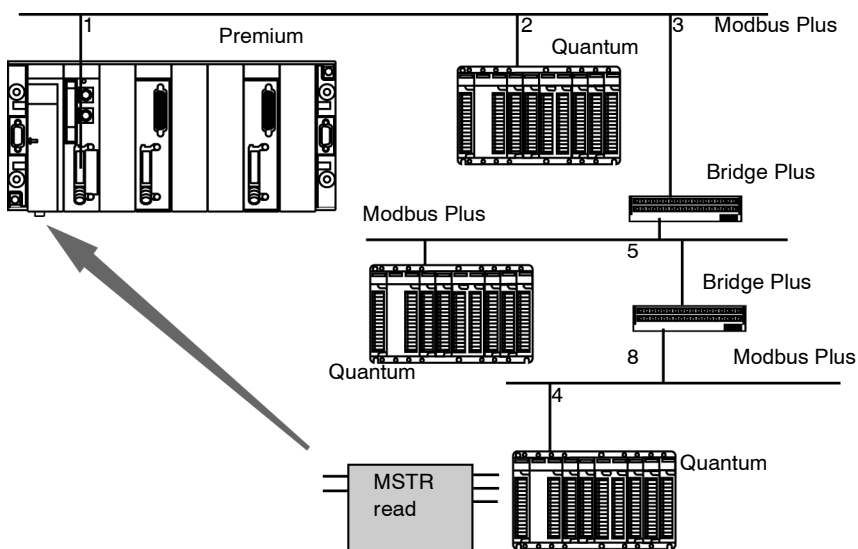 1
2
3
Modbus Plus
Premium
Quantum
Bridge Plus
Modbus Plus
5
Bridge Plus
Quantum
8
Modbus Plus
4
Quantum
MSTR
read